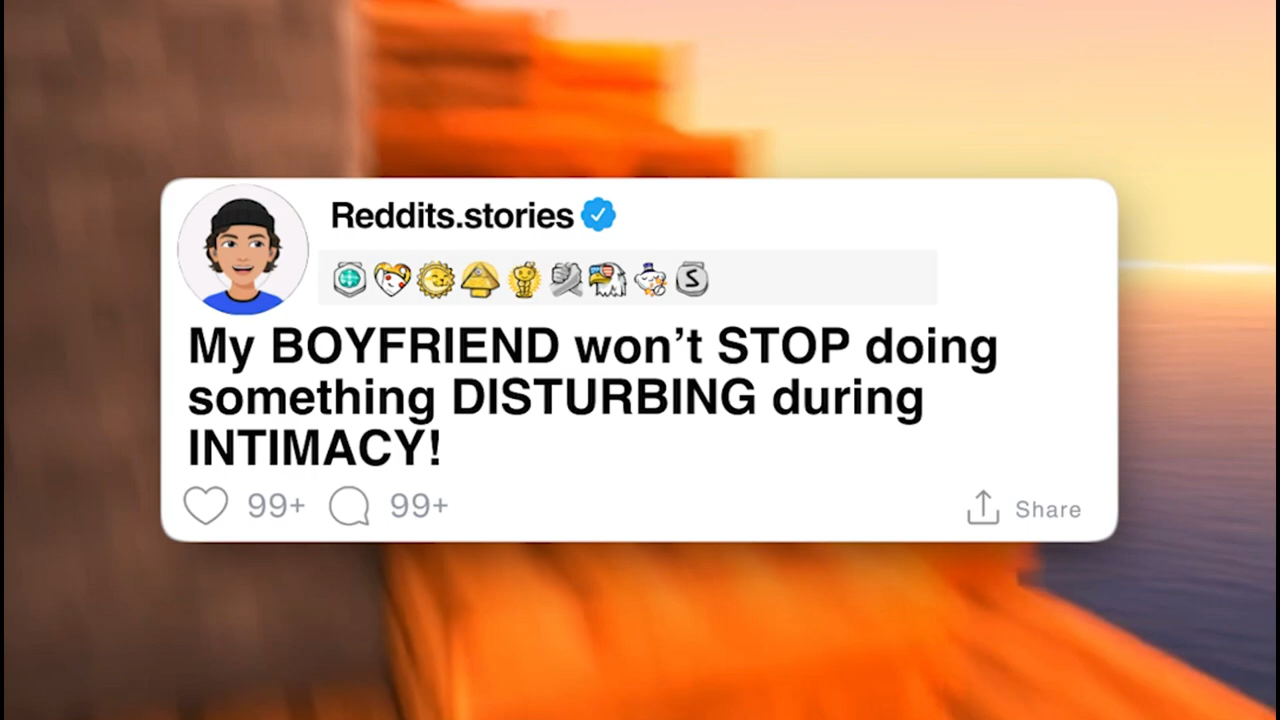 Reddits.stories
My BOYFRIEND won’t STOP doing
something DISTURBING during
INTIMACY!
99+ 99+ Share